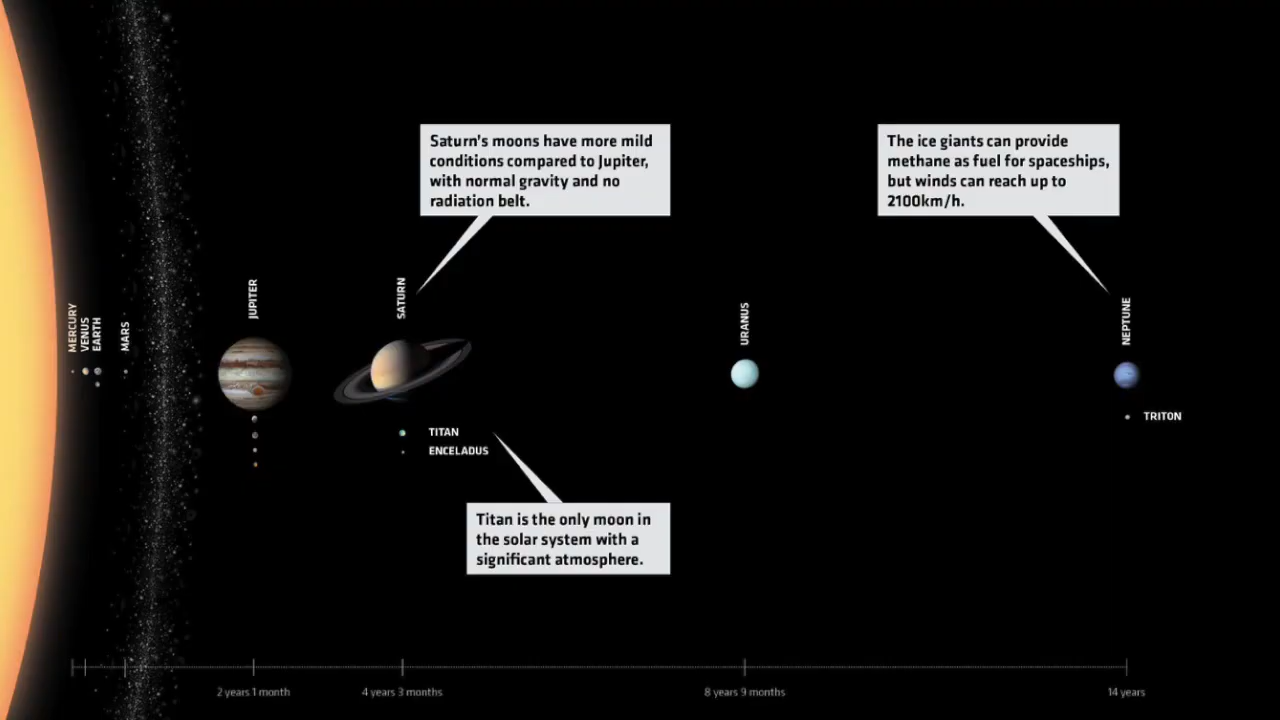 Saturn's moons have more mild
conditions compared to Jupiter,
with normal gravity and no
radiation belt.
The ice giants can provide
methane as fuel for spaceships,
but winds can reach up to
2100km/h.
MERCURY
VENUS
EARTH
MARS
JUPITER
SATURN
URANUS
NEPTUNE
TITAN
ENCELADUS
TRITON
Titan is the only moon in
the solar system with a
significant atmosphere.
2 years 1 month
4 years 3 months
8 years 9 months
14 years